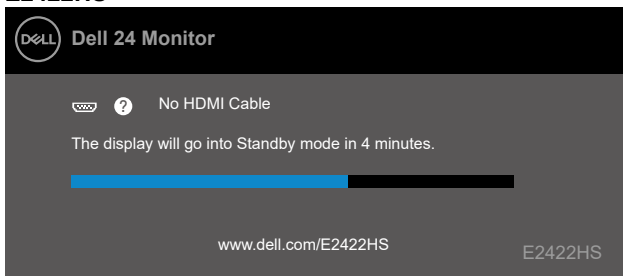 E2422HS
DELL Dell 24 Monitor
? No HDMI Cable
The display will go into Standby mode in 4 minutes.
www.dell.com/E2422HS
E2422HS